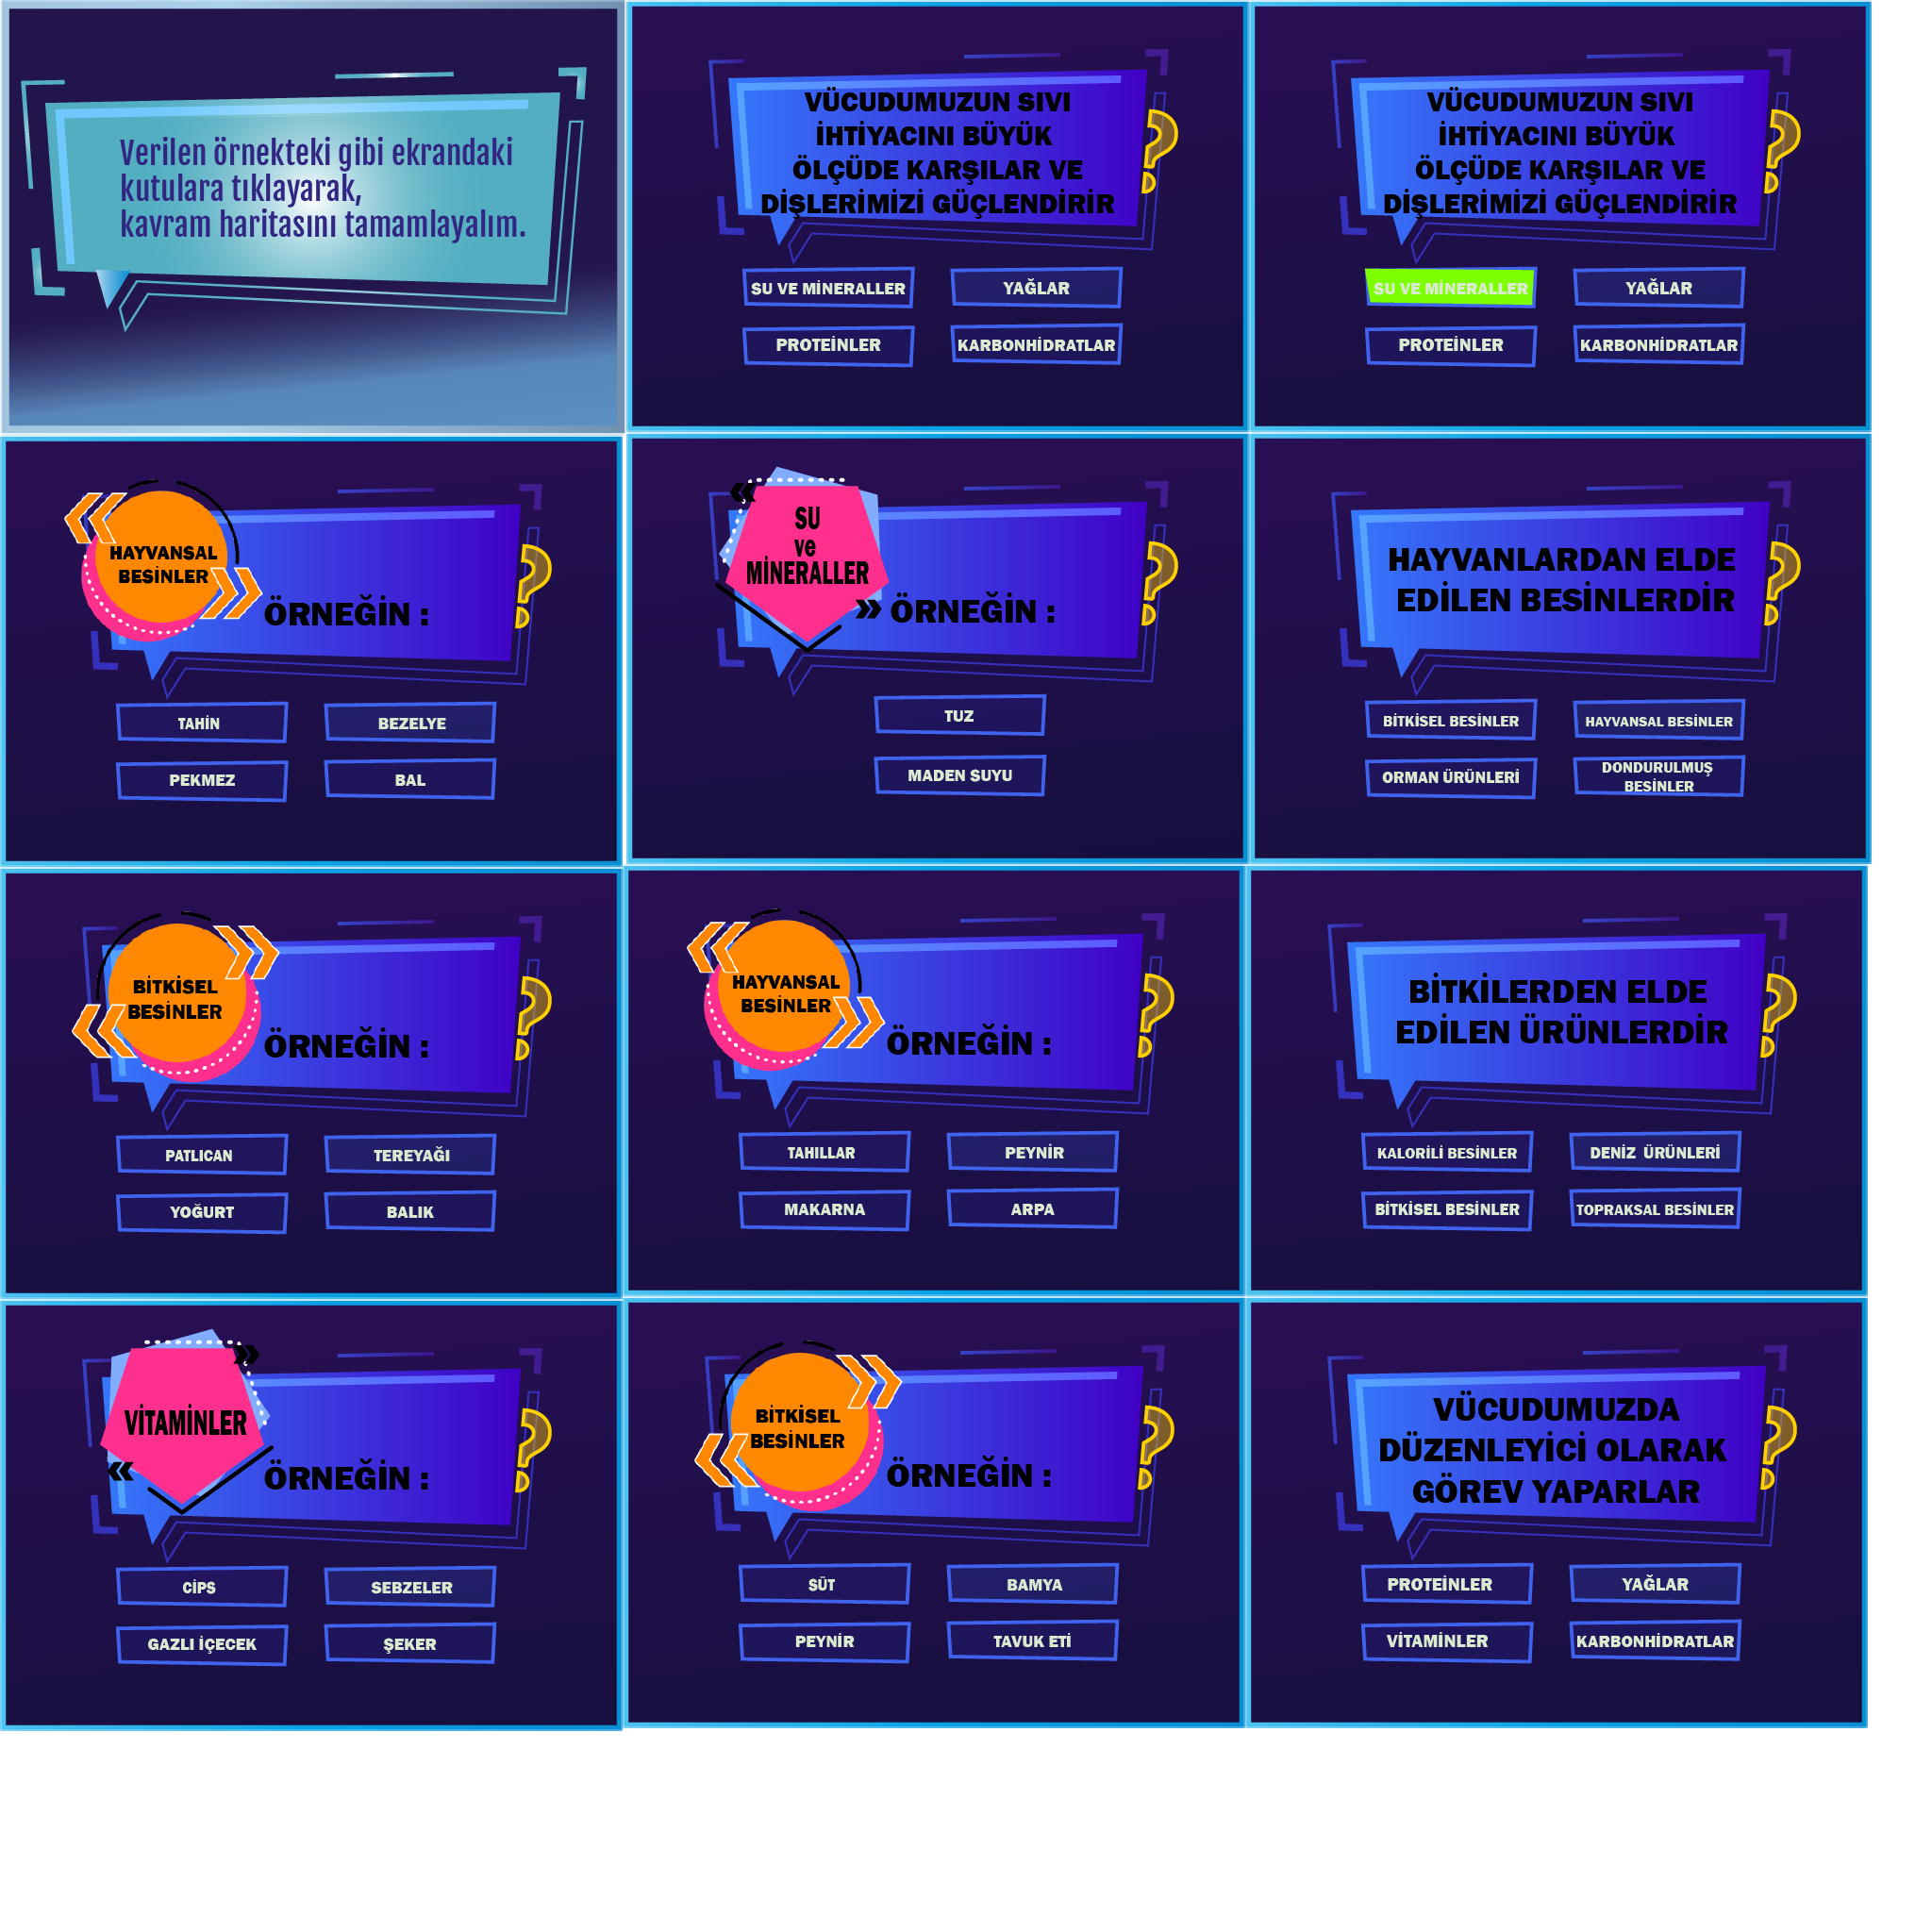 Verilen örnekteki gibi ekrandaki
kutulara tıklayarak,
kavram haritasını tamamlayalım.
VÜCUDUMUZUN SIVI
İHTİYACINI BÜYÜK
ÖLÇÜDE KARŞILAR VE
DİŞLERİMİZİ GÜÇLENDİRİR
SU VE MİNERALLER
YAĞLAR
PROTEİNLER
KARBONHİDRATLAR
VÜCUDUMUZUN SIVI
İHTİYACINI BÜYÜK
ÖLÇÜDE KARŞILAR VE
DİŞLERİMİZİ GÜÇLENDİRİR
SU VE MİNERALLER
YAĞLAR
PROTEİNLER
KARBONHİDRATLAR
HAYVANSAL
BESİNLER
ÖRNEĞİN :
TAHİN
BEZELYE
PEKMEZ
BAL
SU
ve
MİNERALLER
ÖRNEĞİN :
TUZ
MADEN SUYU
HAYVANLARDAN ELDE
EDİLEN BESİNLERDİR
BİTKİSEL BESİNLER
HAYVANSAL BESİNLER
ORMAN ÜRÜNLERİ
DONDURULMUŞ
BESİNLER
BİTKİSEL
BESİNLER
ÖRNEĞİN :
PATLICAN
TEREYAĞI
YOĞURT
BALIK
HAYVANSAL
BESİNLER
ÖRNEĞİN :
TAHILLAR
PEYNİR
MAKARNA
ARPA
BİTKİLERDEN ELDE
EDİLEN ÜRÜNLERDİR
KALORİLİ BESİNLER
DENİZ  ÜRÜNLERİ
BİTKİSEL BESİNLER
TOPRAKSAL BESİNLER
VİTAMİNLER
ÖRNEĞİN :
CİPS
SEBZELER
GAZLI İÇECEK
ŞEKER
BİTKİSEL
BESİNLER
ÖRNEĞİN :
SÜT
BAMYA
PEYNİR
TAVUK ETİ
VÜCUDUMUZDA
DÜZENLEYİCİ OLARAK
GÖREV YAPARLAR
PROTEİNLER
YAĞLAR
VİTAMİNLER
KARBONHİDRATLAR